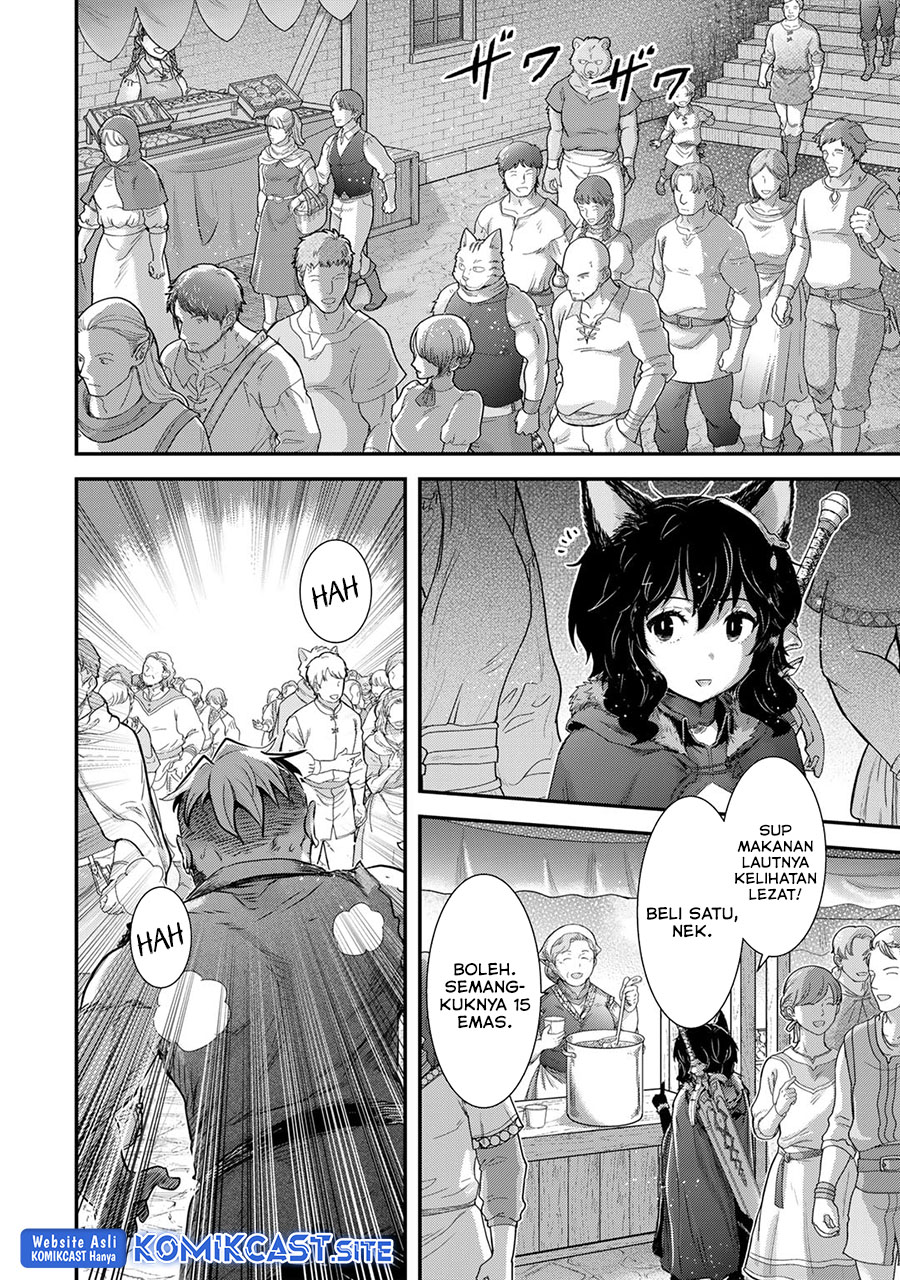 ザワ
ザワ
SUP
MAKANAN
LAUTNYA
KELIHATAN
LEZAT!
BELI SATU,
NEK.
BOLEH.
SEMANG-
KUKNYA 15
EMAS.
HAH
HAH
Website Asli
KOMIKCAST Hanya
KOMIKCAST.SITE